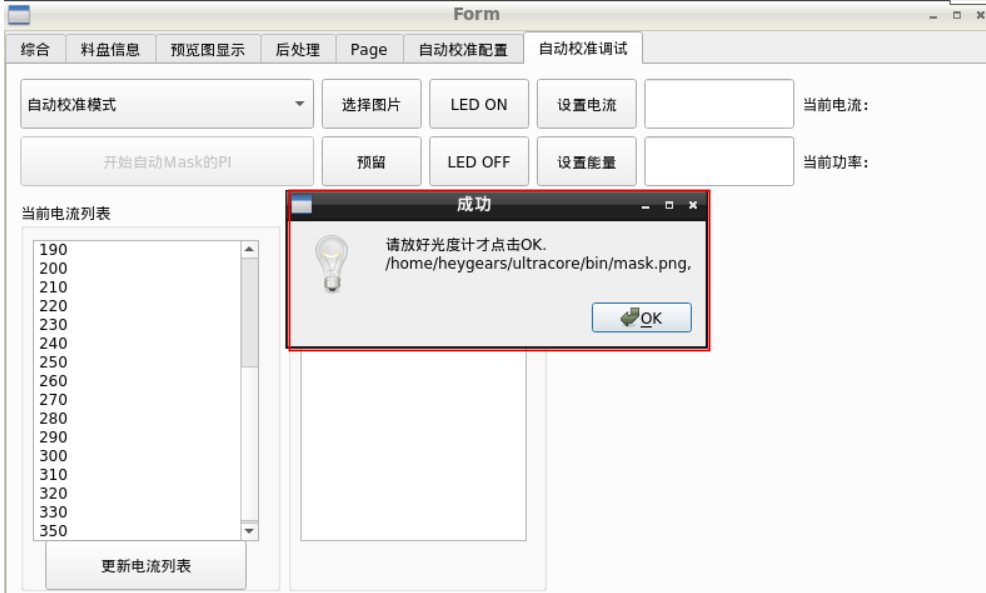 Form
综合 料盘信息 预览图显示 后处理 Page 自动校准配置 自动校准调试
自动校准模式 选择图片 LED ON 设置电流 当前电流:
开始自动Mask的PI 预留 LED OFF 设置能量 当前功率:
当前电流列表
成功
请放好光度计才点击OK.
/home/heygears/ultracore/bin/mask.png,
OK
190
200
210
220
230
240
250
260
270
280
290
300
310
320
330
350
更新电流列表